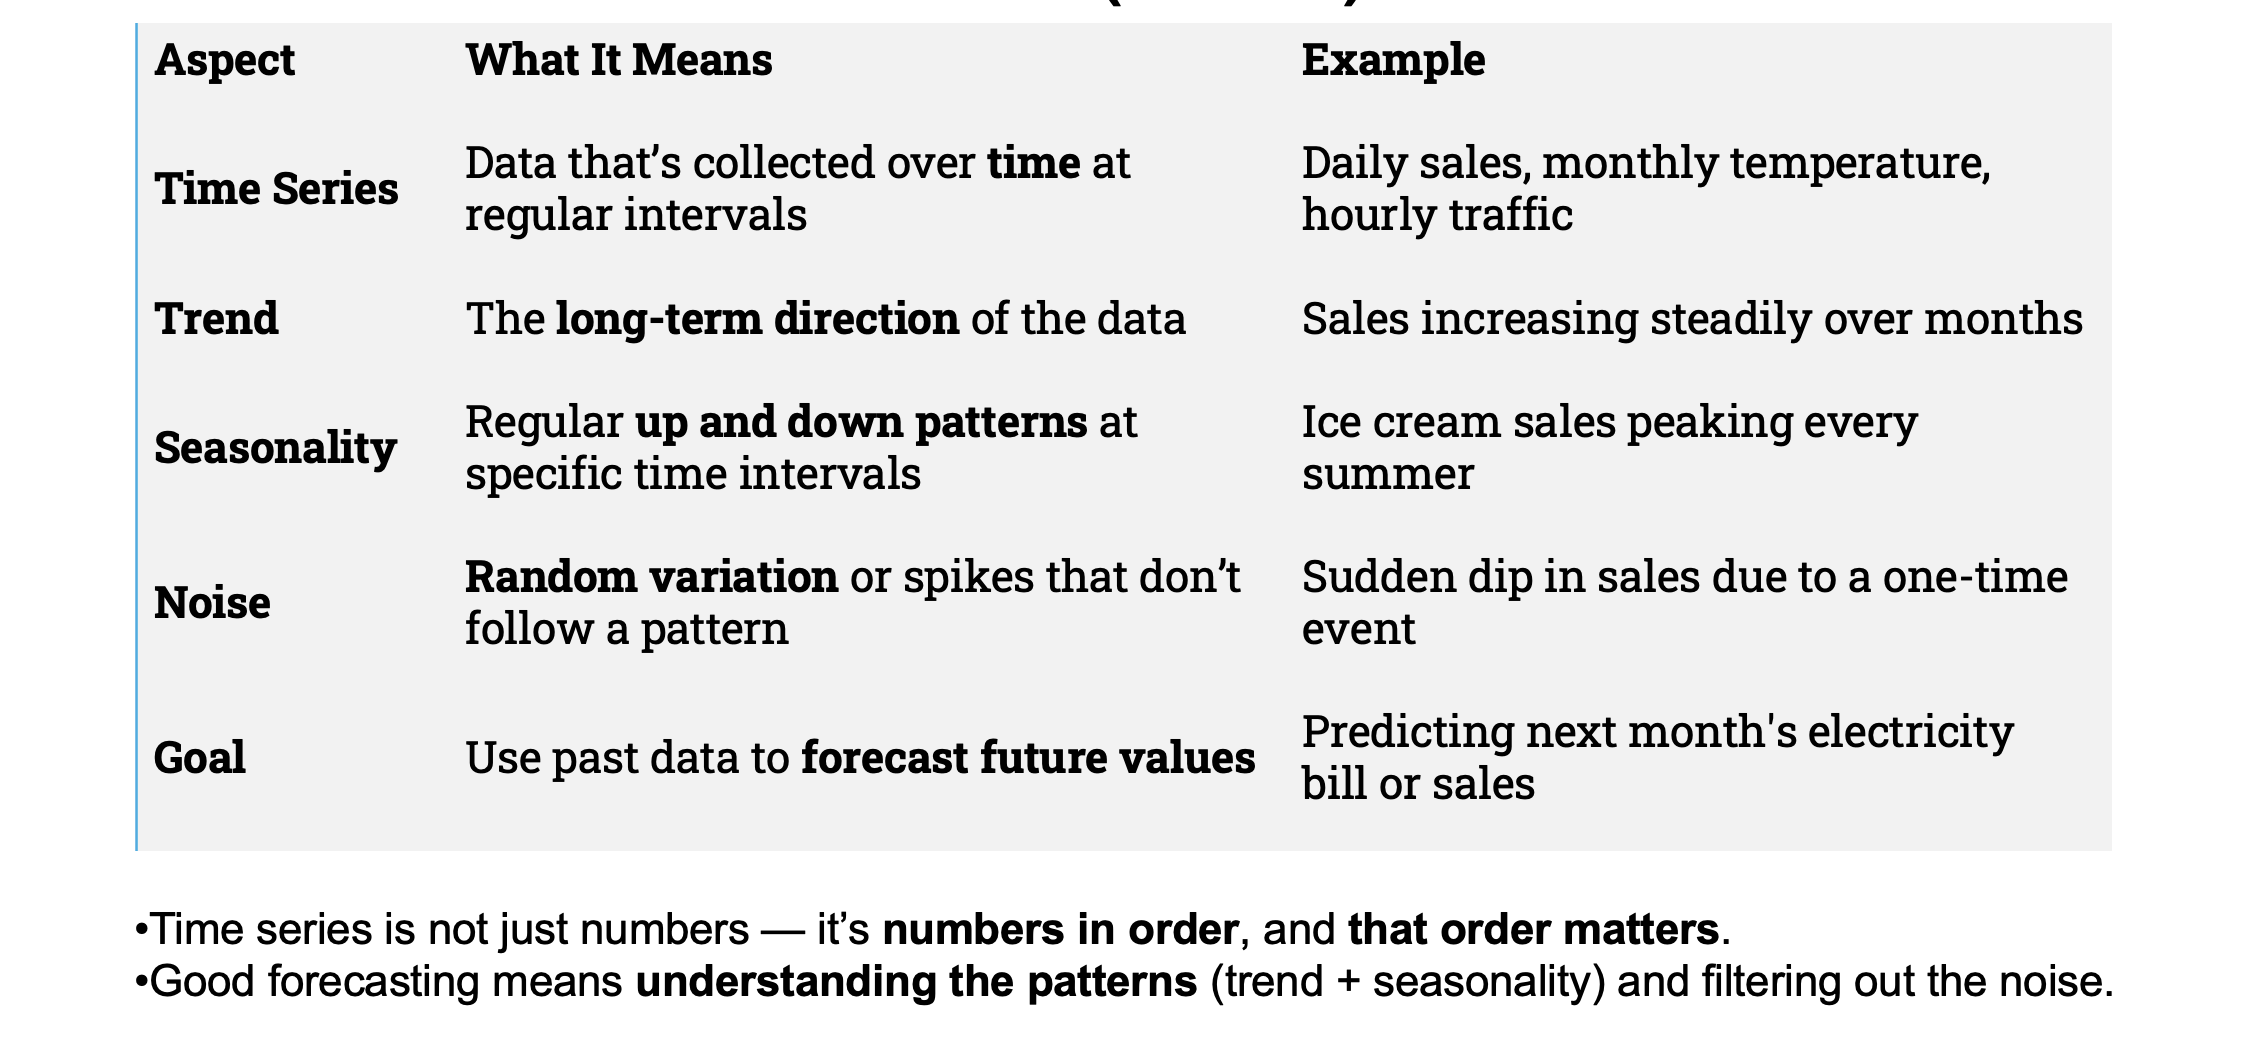 Aspect What It Means Example
Data that’s collected over time at Daily sales, monthly temperature,
Time Series
regular intervals hourly traffic
Trend The long-term direction of the data Sales increasing steadily over months
Regular up and down patterns at Ice cream sales peaking every
Seasonality
specific time intervals summer
Random variation or spikes that don’t Sudden dip in sales due to a one-time
Noise
follow a pattern event
Predicting next month's electricity
Goal Use past data to forecast future values
bill or sales
•Time series is not just numbers — it’s numbers in order, and that order matters.
•Good forecasting means understanding the patterns (trend + seasonality) and filtering out the noise.